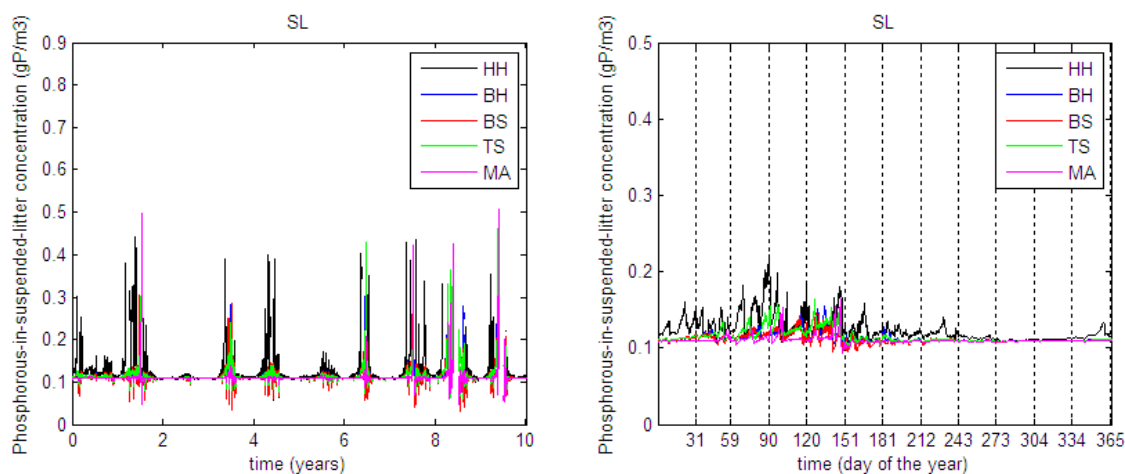 SL
Phosphorous-in-suspended-litter concentration (gP/m3)
0.9
0.8
0.7
0.6
0.5
0.4
0.3
0.2
0.1
0
HH
BH
BS
TS
MA
0 2 4 6 8 10
time (years)
SL
Phosphorous-in-suspended-litter concentration (gP/m3)
0.5
0.4
0.3
0.2
0.1
0
HH
BH
BS
TS
MA
31 59 90 120 151 181 212 243 273 304 334 365
time (day of the year)